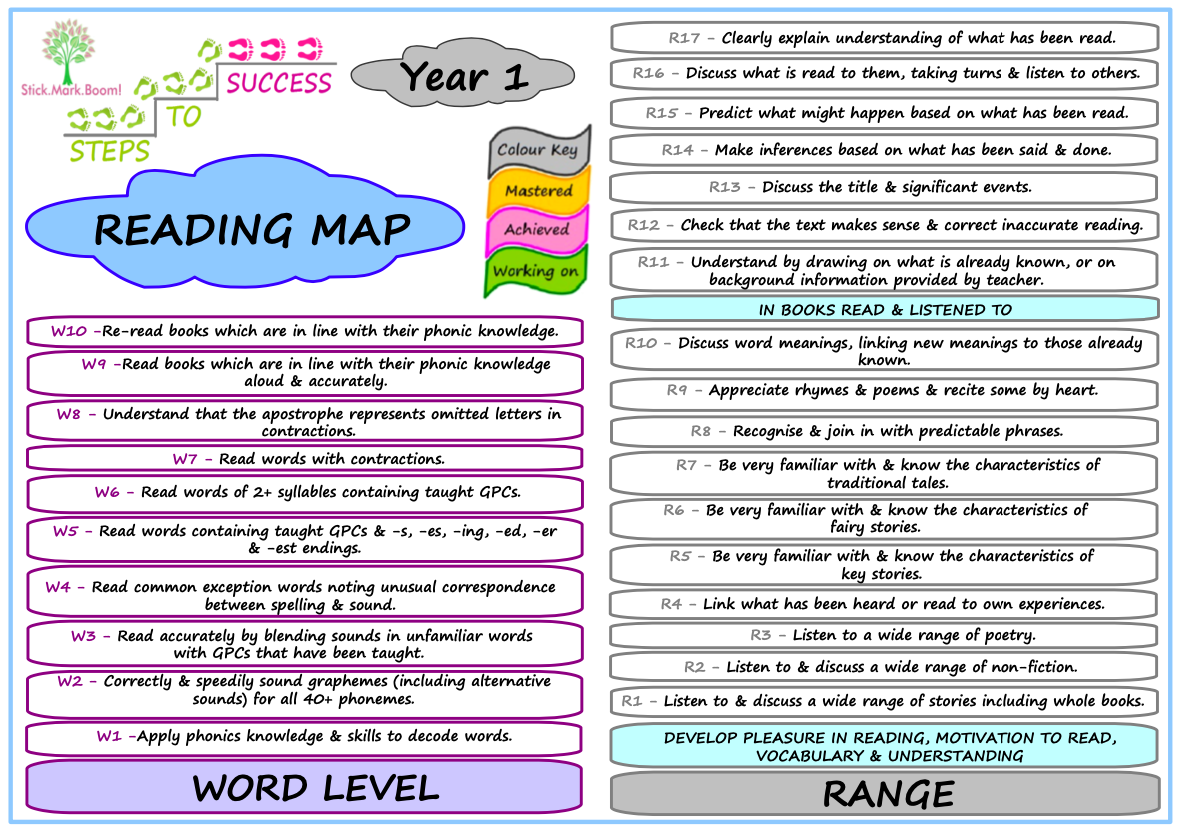 Stick.Mark.Boom!
STEPS
TO
SUCCESS
Year 1
READING MAP
Colour Key
Mastered
Achieved
Working on
W10 -Re-read books which are in line with their phonic knowledge.
W9 -Read books which are in line with their phonic knowledge
aloud & accurately.
W8 - Understand that the apostrophe represents omitted letters in
contractions.
W7 - Read words with contractions.
W6 - Read words of 2+ syllables containing taught GPCs.
W5 - Read words containing taught GPCs & -s, -es, -ing, -ed, -er
& -est endings.
W4 - Read common exception words noting unusual correspondence
between spelling & sound.
W3 - Read accurately by blending sounds in unfamiliar words
with GPCs that have been taught.
W2 - Correctly & speedily sound graphemes (including alternative
sounds) for all 40+ phonemes.
W1 -Apply phonics knowledge & skills to decode words.
WORD LEVEL
R17 - Clearly explain understanding of what has been read.
R16 - Discuss what is read to them, taking turns & listen to others.
R15 - Predict what might happen based on what has been read.
R14 - Make inferences based on what has been said & done.
R13 - Discuss the title & significant events.
R12 - Check that the text makes sense & correct inaccurate reading.
R11 - Understand by drawing on what is already known, or on
background information provided by teacher.
IN BOOKS READ & LISTENED TO
R10 - Discuss word meanings, linking new meanings to those already
known.
R9 - Appreciate rhymes & poems & recite some by heart.
R8 - Recognise & join in with predictable phrases.
R7 - Be very familiar with & know the characteristics of
traditional tales.
R6 - Be very familiar with & know the characteristics of
fairy stories.
R5 - Be very familiar with & know the characteristics of
key stories.
R4 - Link what has been heard or read to own experiences.
R3 - Listen to a wide range of poetry.
R2 - Listen to & discuss a wide range of non-fiction.
R1 - Listen to & discuss a wide range of stories including whole books.
DEVELOP PLEASURE IN READING, MOTIVATION TO READ,
VOCABULARY & UNDERSTANDING
RANGE